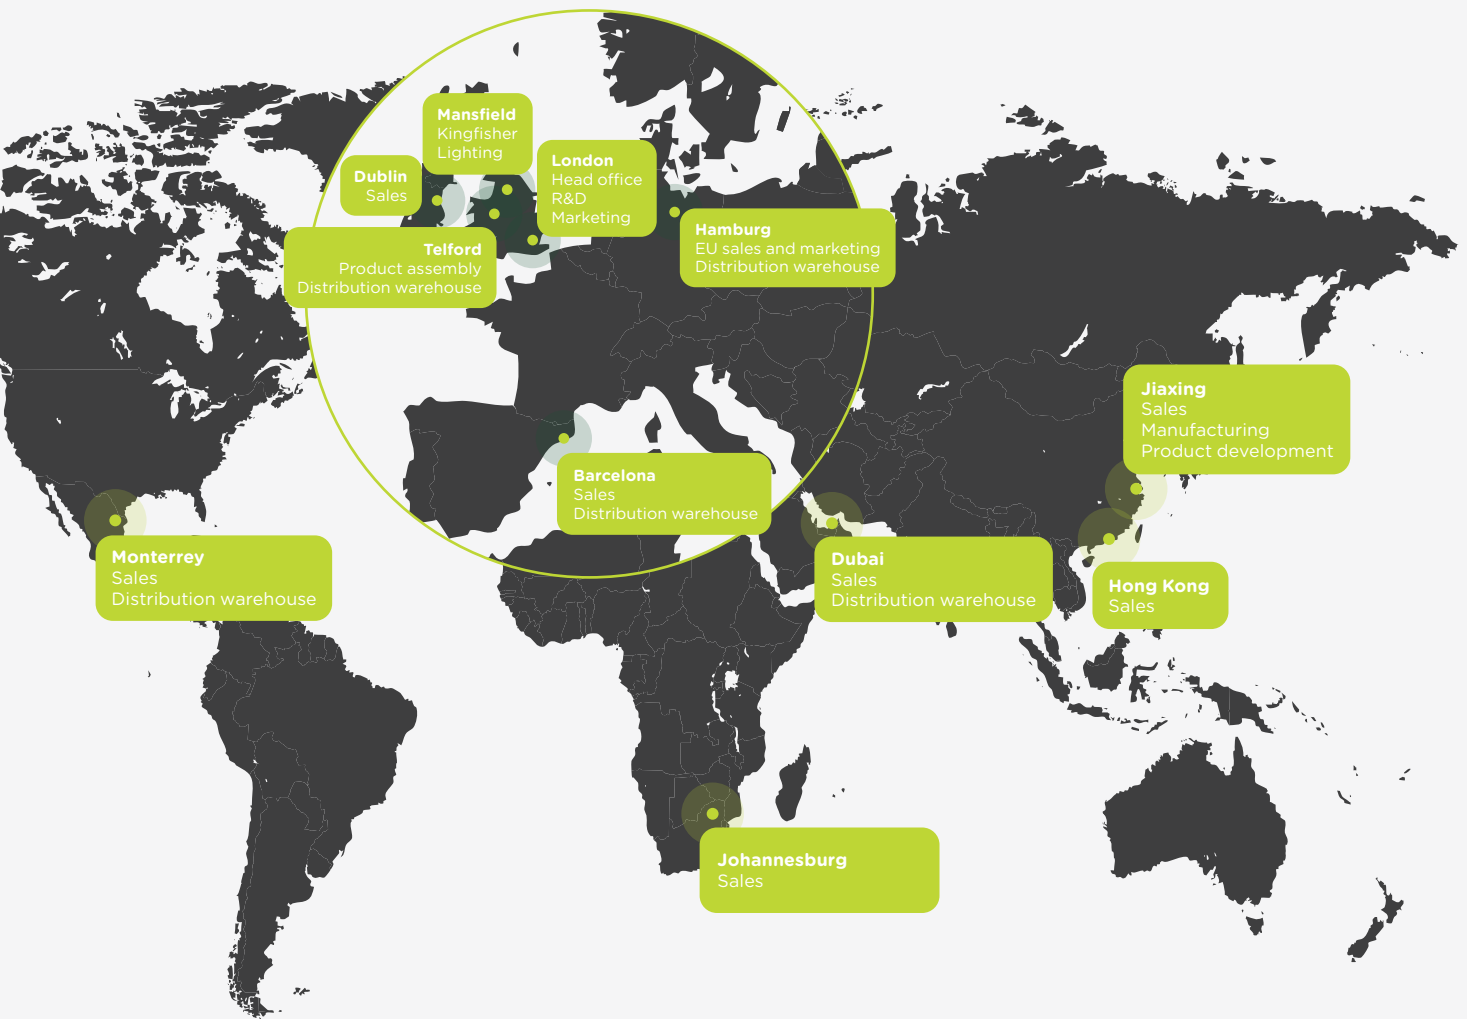 Mansfield
Kingfisher
Lighting
Dublin
Sales
London
Head office
R&D
Marketing
Telford
Product assembly
Distribution warehouse
Hamburg
EU sales and marketing
Distribution warehouse
Barcelona
Sales
Distribution warehouse
Jiaxing
Sales
Manufacturing
Product development
Monterrey
Sales
Distribution warehouse
Dubai
Sales
Distribution warehouse
Hong Kong
Sales
Johannesburg
Sales